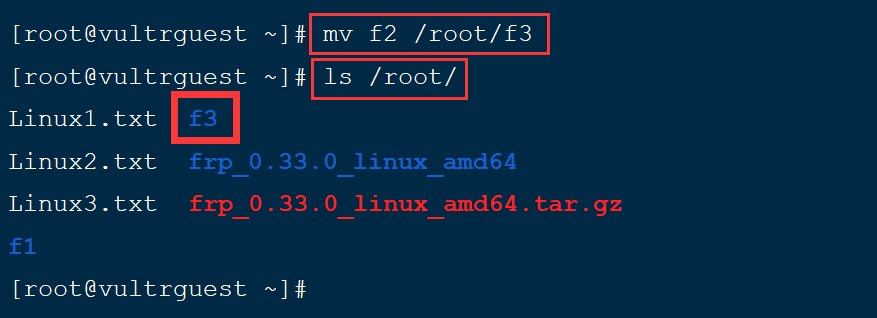 [root@vultrguest ~]# mv f2 /root/f3
[root@vultrguest ~]# ls /root/
Linux1.txt  f3
Linux2.txt  frp_0.33.0_linux_amd64
Linux3.txt  frp_0.33.0_linux_amd64.tar.gz
f1
[root@vultrguest ~]#